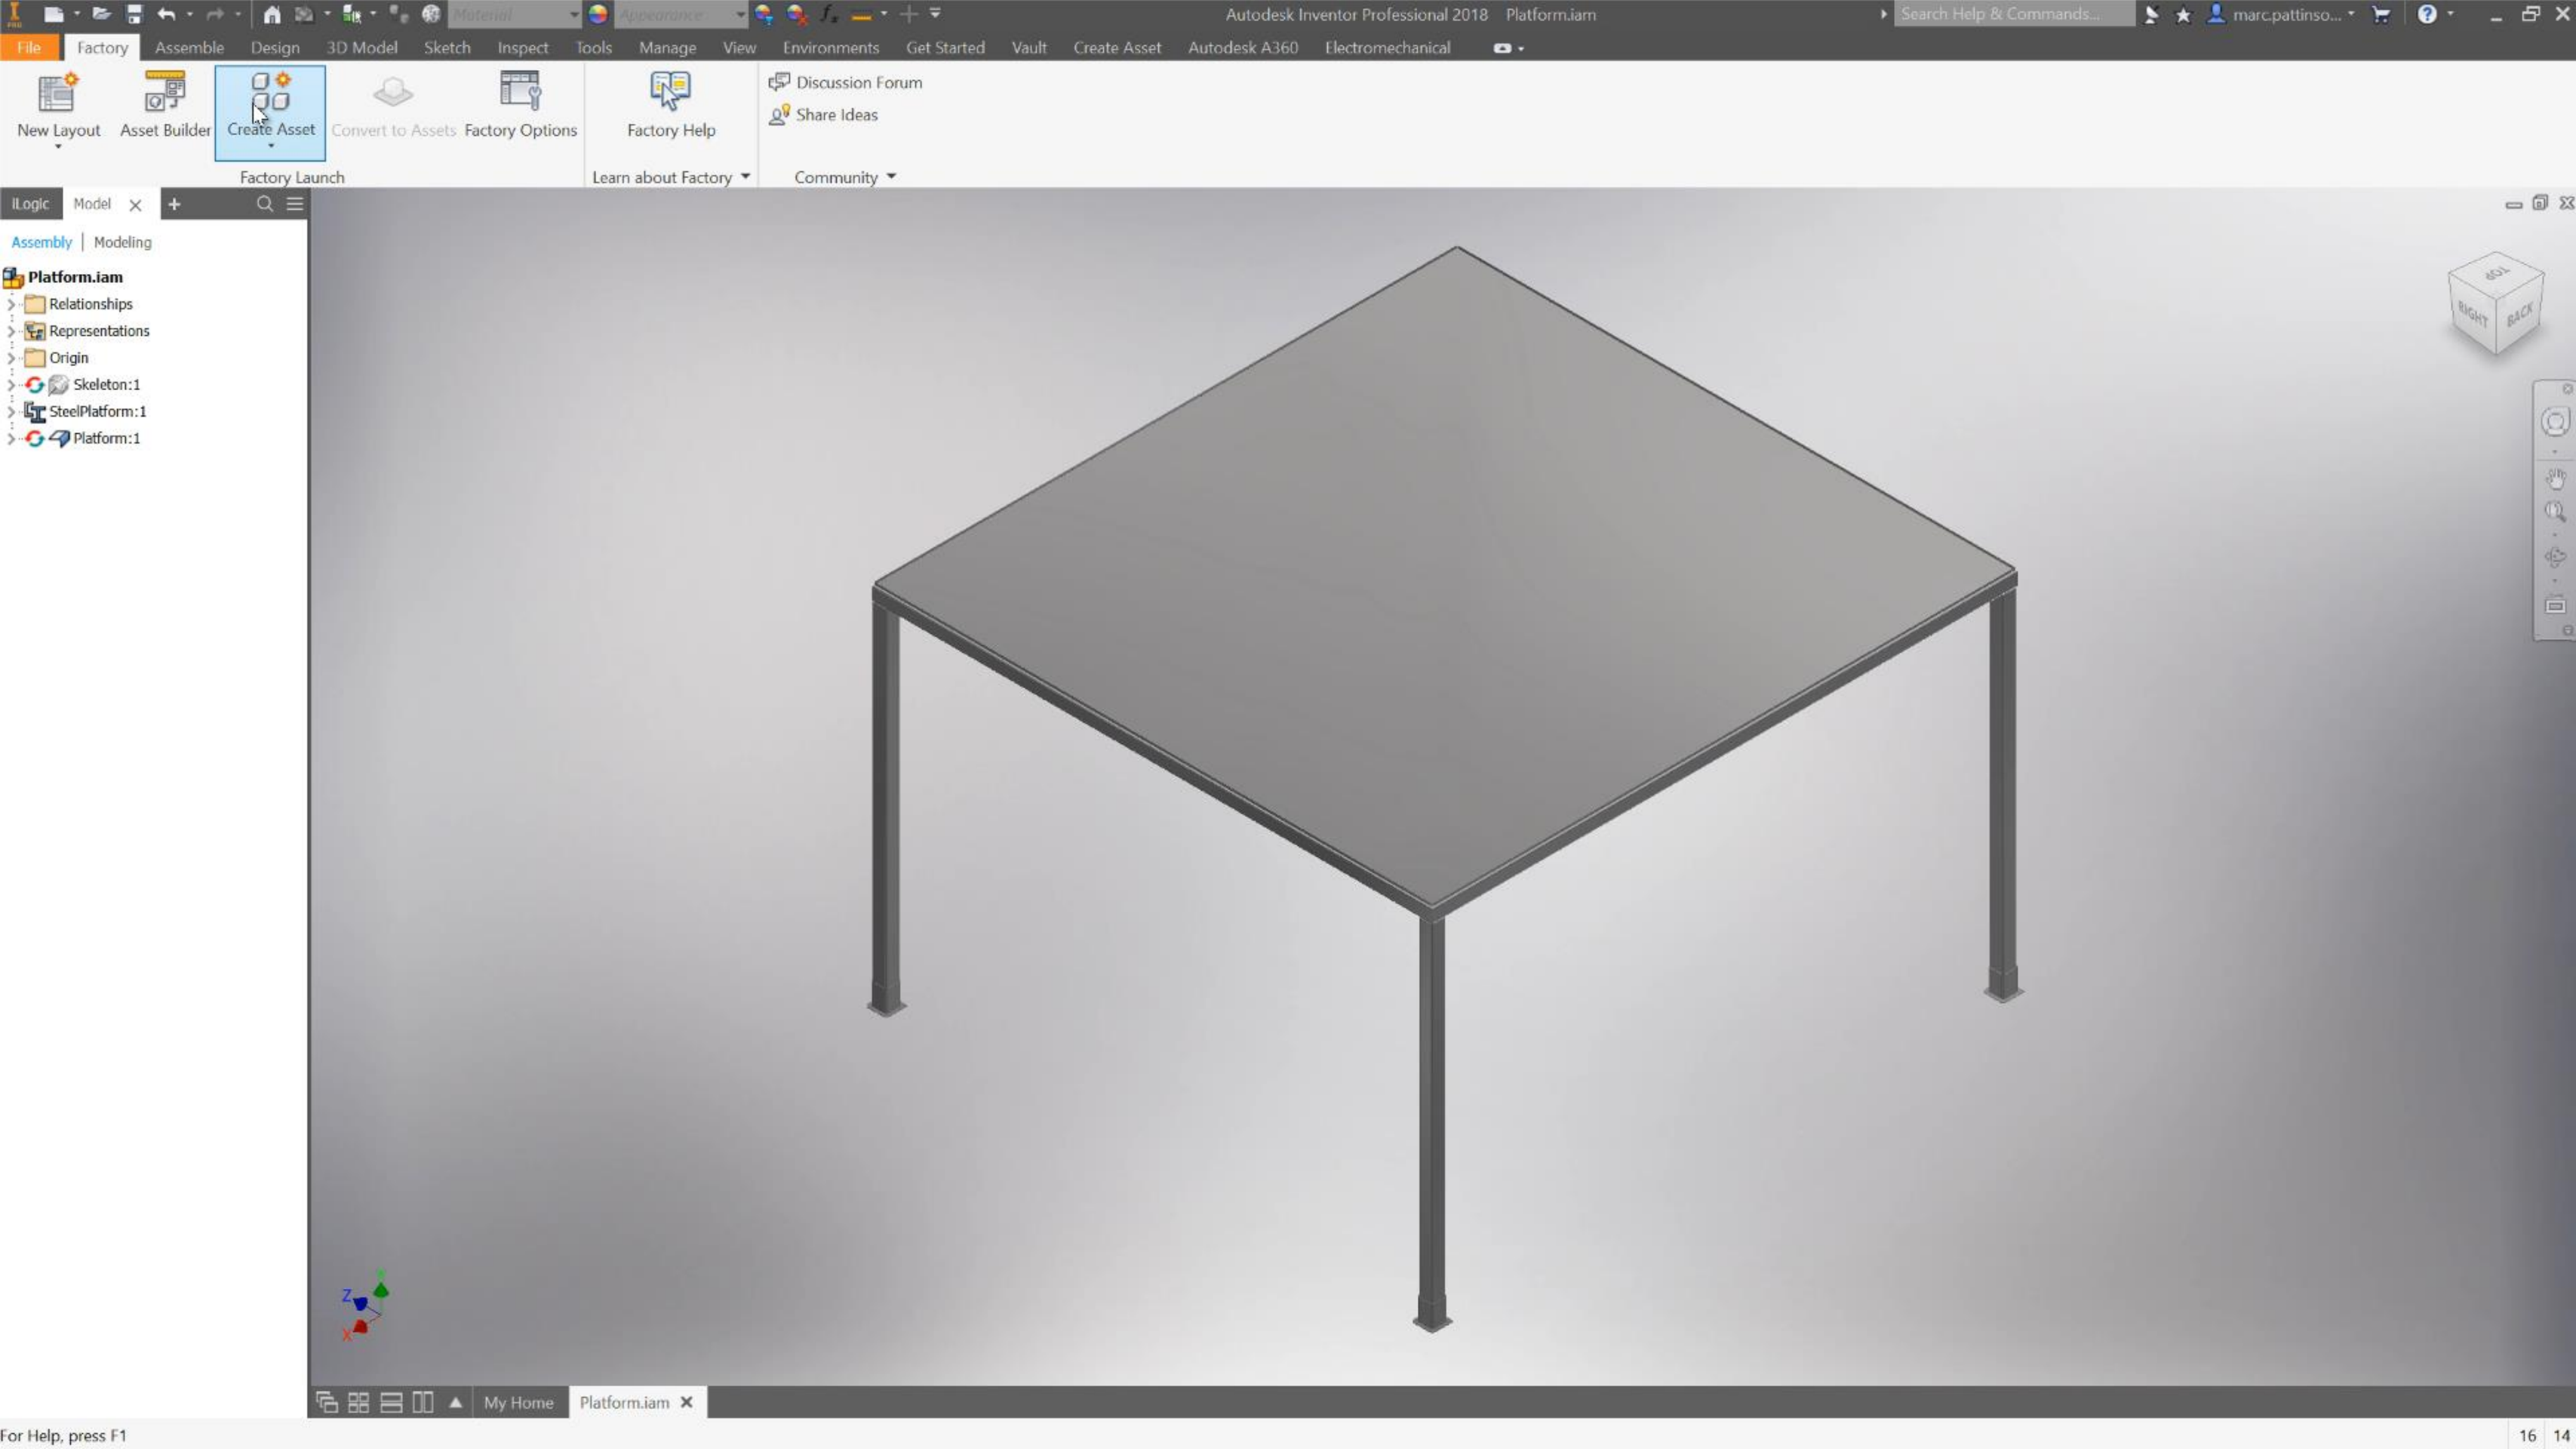 Material
Appearance
Autodesk Inventor Professional 2018 Platform.iam
Search Help & Commands...
marc.pattinso...
File Factory Assemble Design 3D Model Sketch Inspect Tools Manage View Environments Get Started Vault Create Asset Autodesk A360 Electromechanical
New Layout Asset Builder Create Asset Convert to Assets Factory Options Factory Help
Discussion Forum
Share Ideas
Factory Launch Learn about Factory Community
iLogic Model
Assembly | Modeling
Platform.iam
Relationships
Representations
Origin
Skeleton:1
SteelPlatform:1
Platform:1
TOP
RIGHT BACK
Y
Z
X
My Home Platform.iam
For Help, press F1
16 14